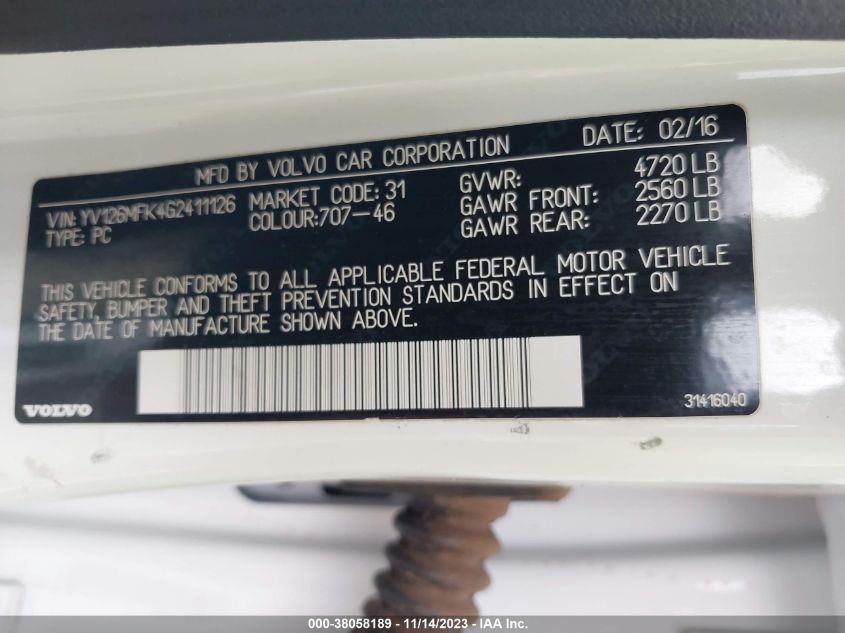 MFD BY VOLVO CAR CORPORATION DATE: 02/16
VIN: YV126MFK4G2411126 MARKET CODE: 31 GVWR: 4720 LB
TYPE: PC COLOUR:707-46 GAWR FRONT: 2560 LB
GAWR REAR: 2270 LB
THIS VEHICLE CONFORMS TO ALL APPLICABLE FEDERAL MOTOR VEHICLE
SAFETY, BUMPER AND THEFT PREVENTION STANDARDS IN EFFECT ON
THE DATE OF MANUFACTURE SHOWN ABOVE.
VOLVO 31416040
000-38058189 - 11/14/2023 - IAA Inc.